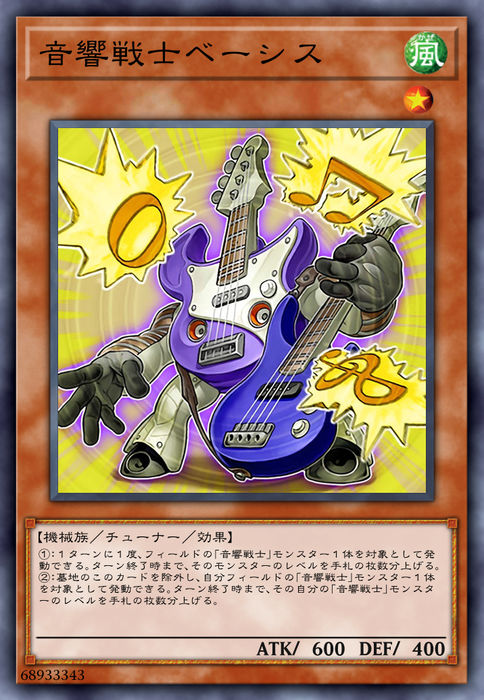 音響戦士ベーシス
風
【機械族／チューナー／効果】
①：１ターンに１度、フィールドの「音響戦士」モンスター１体を対象として発
動できる。ターン終了時まで、そのモンスターのレベルを手札の枚数分上げる。
②：墓地のこのカードを除外し、自分フィールドの「音響戦士」モンスター１体
を対象として発動できる。ターン終了時まで、その自分の「音響戦士」モンスタ
ーのレベルを手札の枚数分上げる。
ATK/ 600 DEF/ 400
68933343